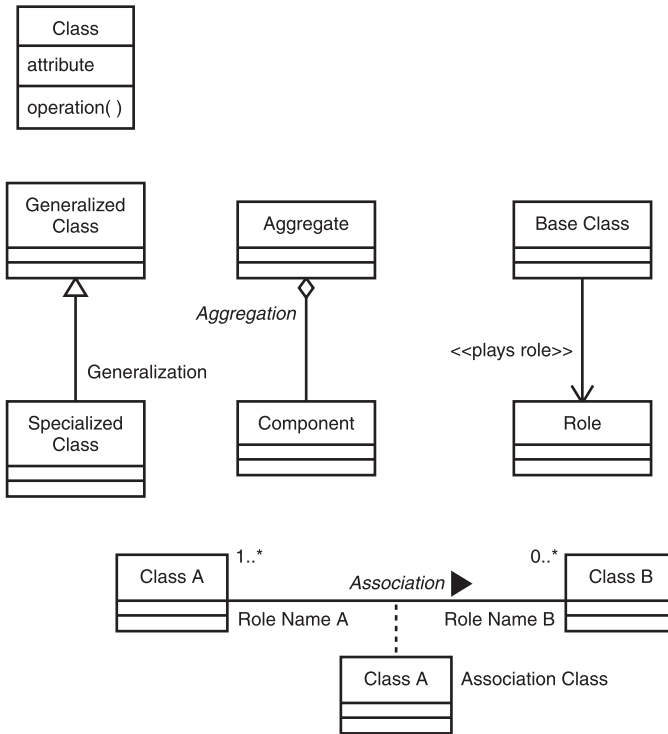 Class
attribute
operation( )
Generalized
Class
Aggregate
Base Class
Aggregation
<<plays role>>
Generalization
Specialized
Class
Component
Role
1..*
0..*
Class A
Association
Class B
Role Name A
Role Name B
Class A
Association Class